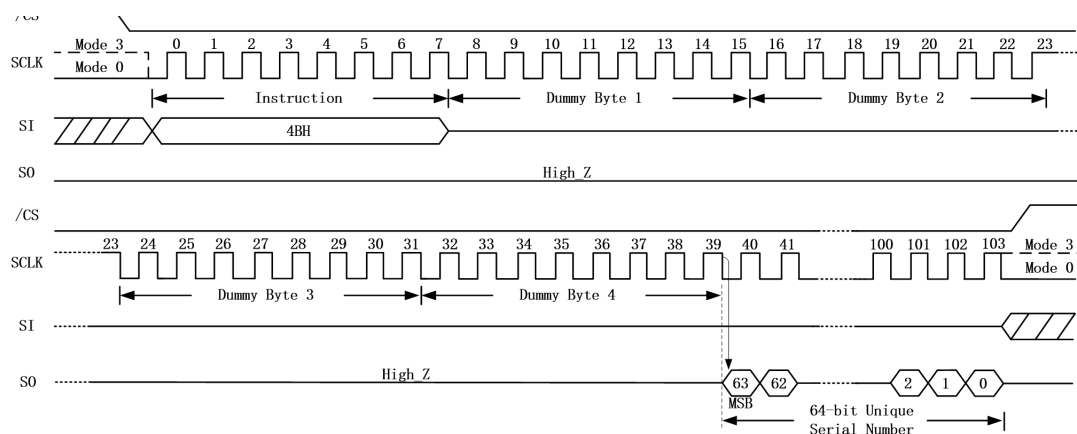 /CS
Mode 3 0 1 2 3 4 5 6 7 8 9 10 11 12 13 14 15 16 17 18 19 20 21 22 23
SCLK
Mode 0
Instruction Dummy Byte 1 Dummy Byte 2
SI
4BH
SO
High_Z
/CS
23 24 25 26 27 28 29 30 31 32 33 34 35 36 37 38 39 40 41 100 101 102 103 Mode 3
SCLK
Mode 0
Dummy Byte 3 Dummy Byte 4
SI
SO
High_Z
63 62 2 1 0
MSB
64-bit Unique
Serial Number